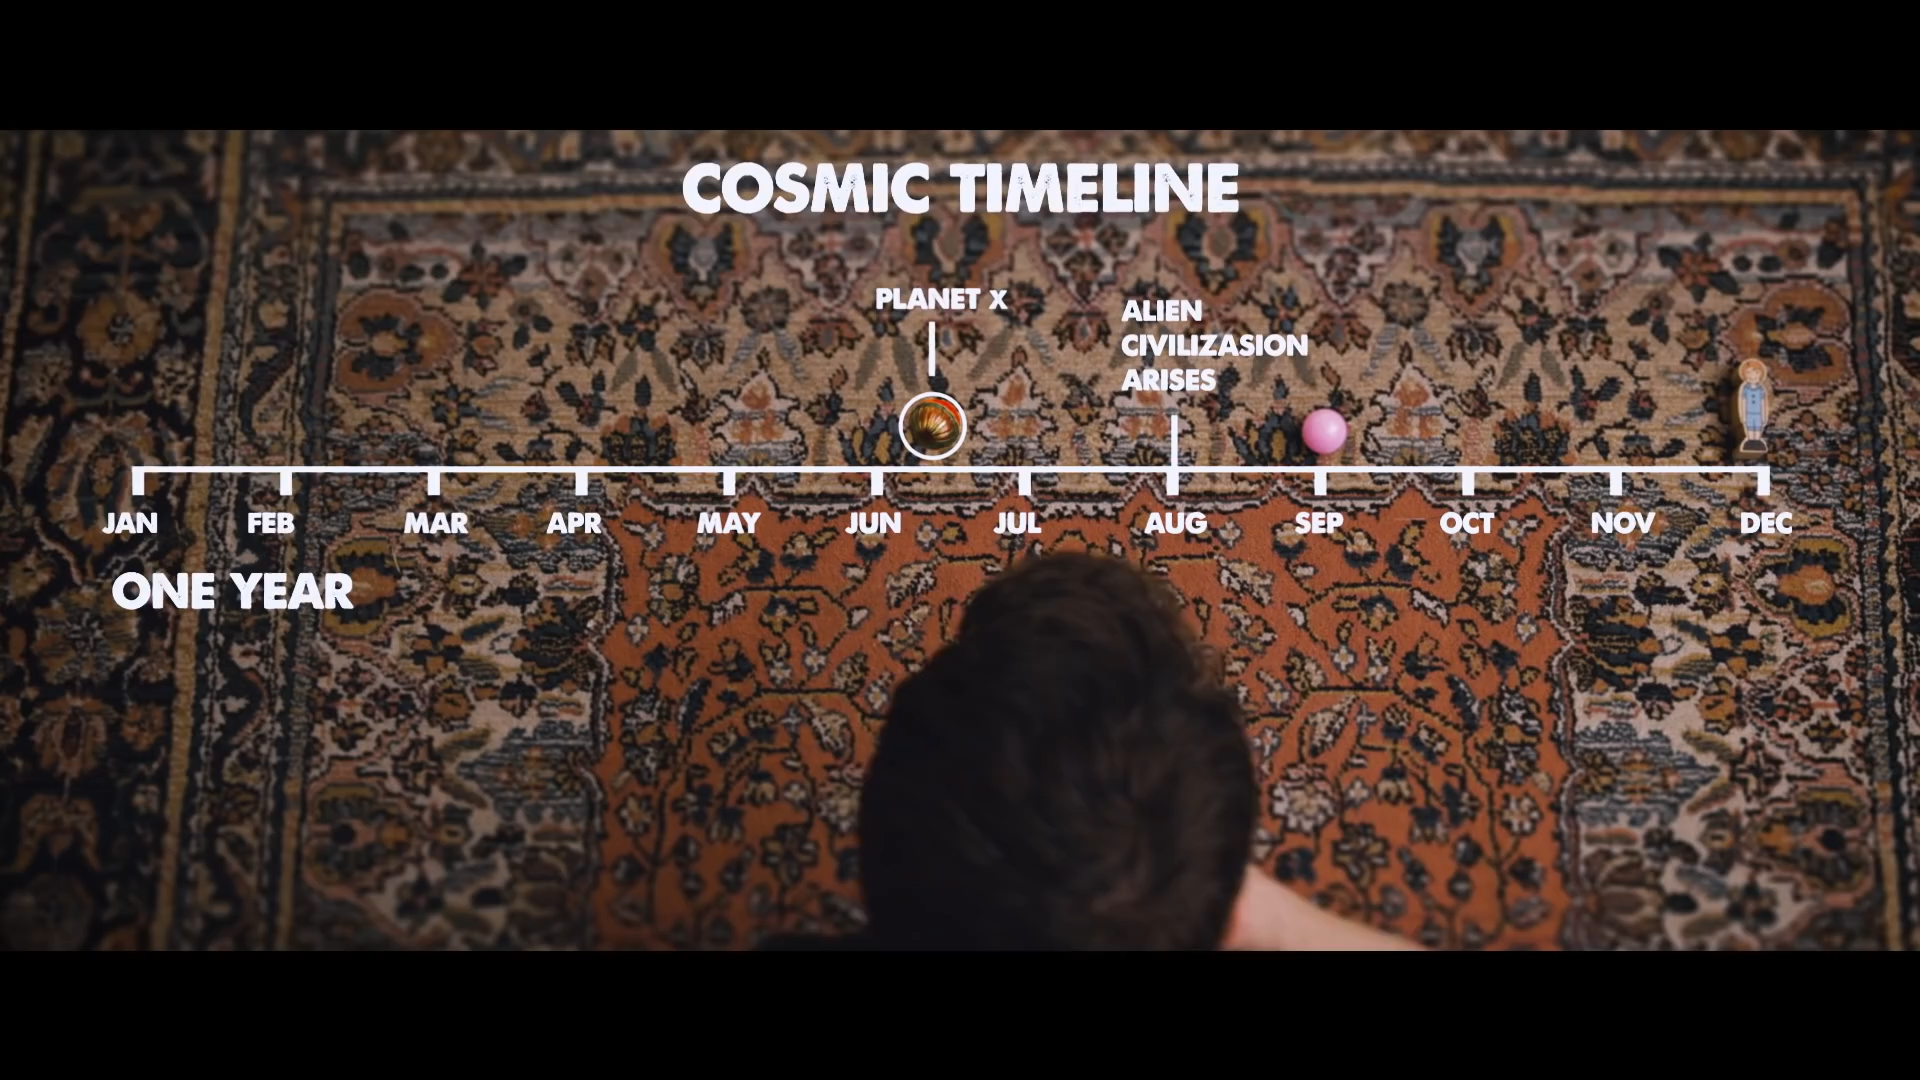 COSMIC TIMELINE
PLANET X
ALIEN
CIVILIZASION
ARISES
JAN FEB MAR APR MAY JUN JUL AUG SEP OCT NOV DEC
ONE YEAR